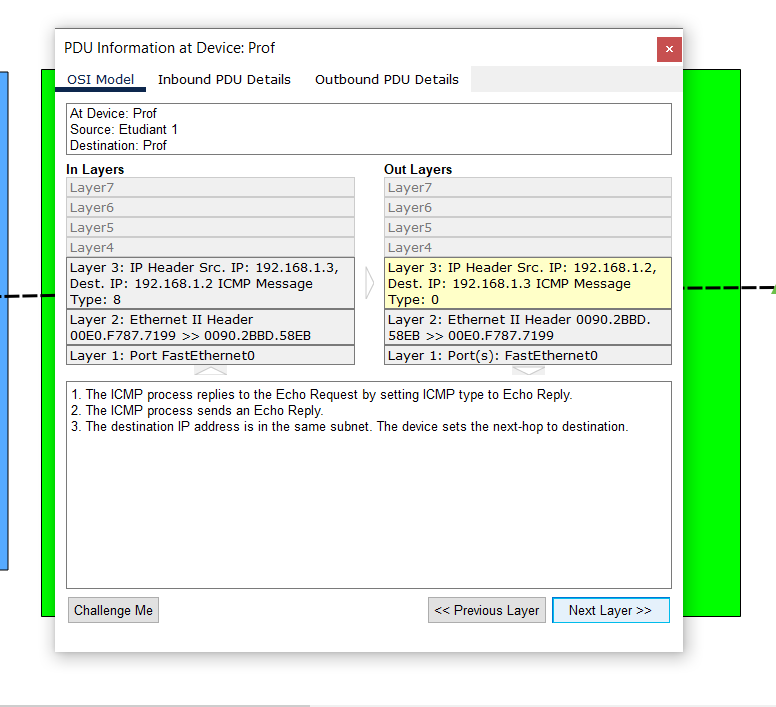 PDU Information at Device: Prof
×
OSI Model
Inbound PDU Details
Outbound PDU Details
At Device: Prof
Source: Etudiant 1
Destination: Prof
In Layers
Layer7
Layer6
Layer5
Layer4
Layer 3: IP Header Src. IP: 192.168.1.3,
Dest. IP: 192.168.1.2 ICMP Message
Type: 8
Layer 2: Ethernet II Header
00E0.F787.7199 >> 0090.2BBD.58EB
Layer 1: Port FastEthernet0
Out Layers
Layer7
Layer6
Layer5
Layer4
Layer 3: IP Header Src. IP: 192.168.1.2,
Dest. IP: 192.168.1.3 ICMP Message
Type: 0
Layer 2: Ethernet II Header 0090.2BBD.
58EB >> 00E0.F787.7199
Layer 1: Port(s): FastEthernet0
1. The ICMP process replies to the Echo Request by setting ICMP type to Echo Reply.
2. The ICMP process sends an Echo Reply.
3. The destination IP address is in the same subnet. The device sets the next-hop to destination.
Challenge Me
<< Previous Layer
Next Layer >>